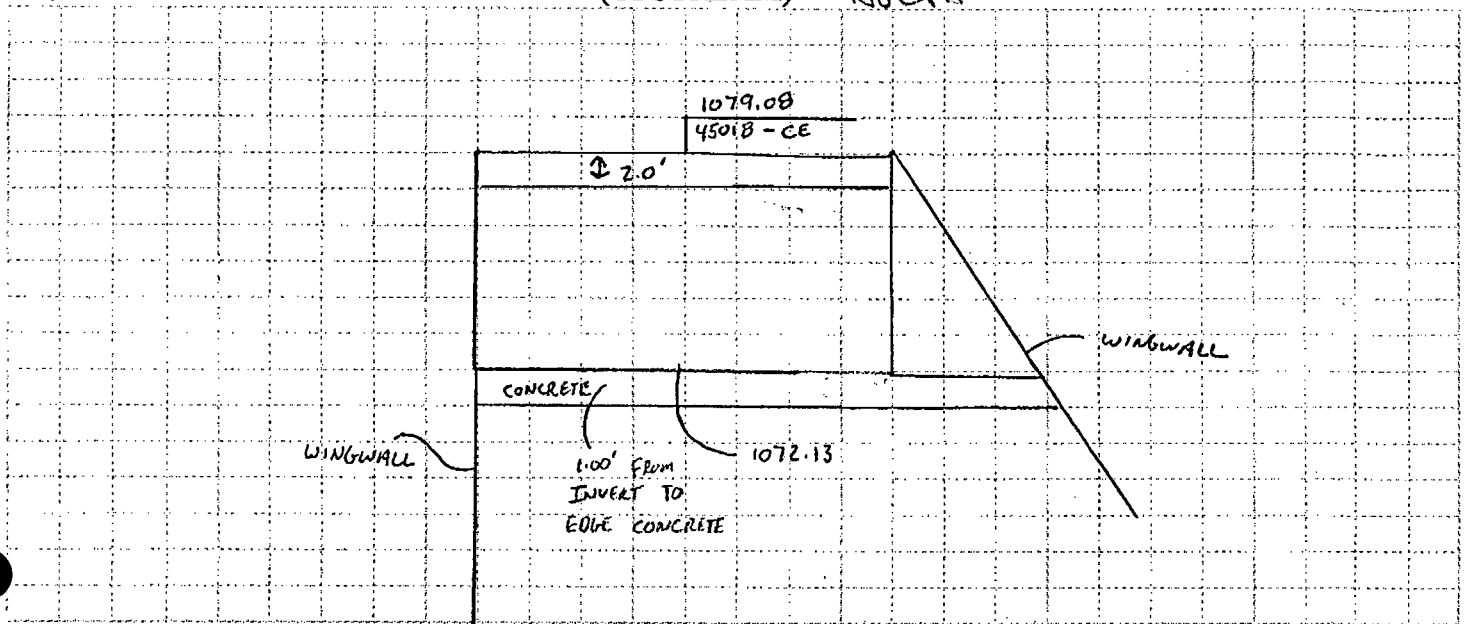 1079.08
45018 - CE
2.0'
WINGWALL
CONCRETE
WINGWALL
1072.13
1.00' FROM
INVERT TO
EDGE CONCRETE